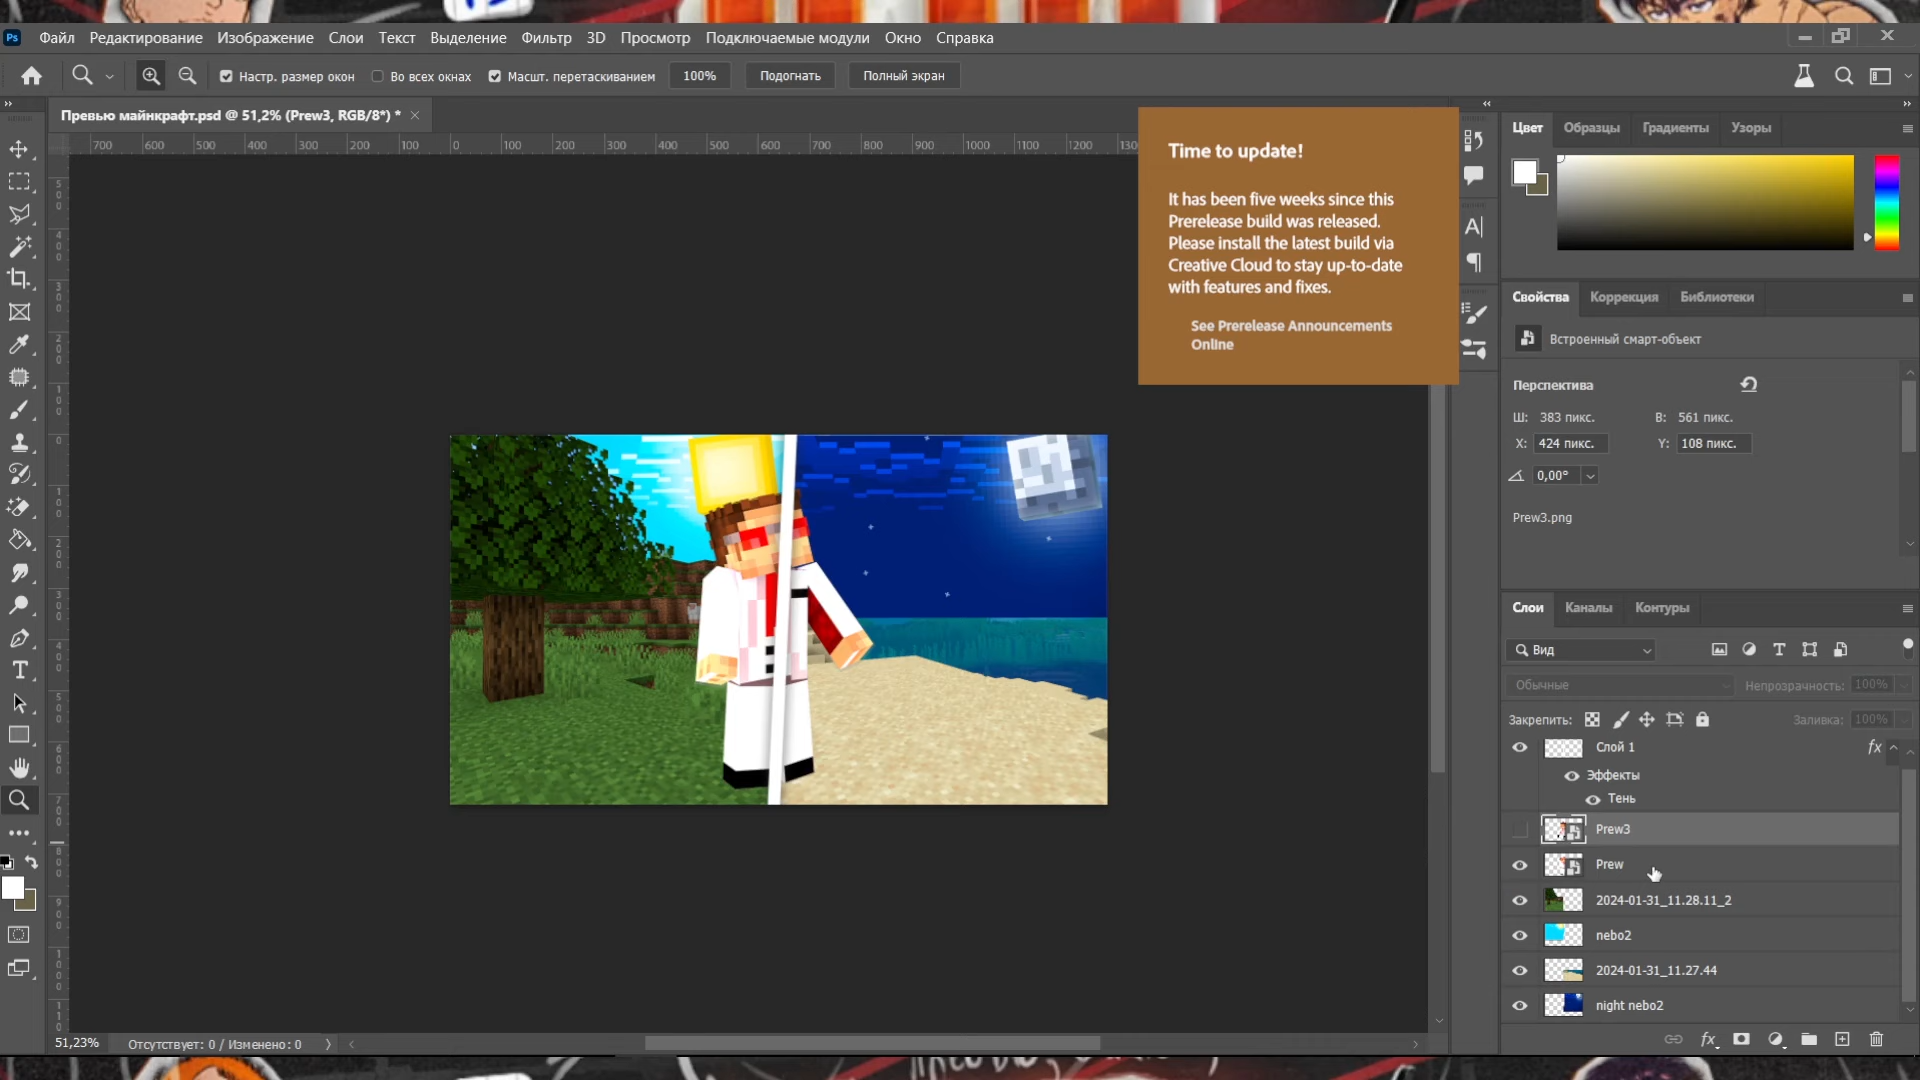 Ps Файл Редактирование Изображение Слои Текст Выделение Фильтр 3D Просмотр Подключаемые модули Окно Справка
Настр. размер окон Во всех окнах Масшт. перетаскиванием 100% Подогнать Полный экран
Превью майнкрафт.psd @ 51,2% (Prew3, RGB/8*) *
700 600 500 400 300 200 100 0 100 200 300 400 500 600 700 800 900 1000 1100 1200 1300
Time to update!
It has been five weeks since this
Prerelease build was released.
Please install the latest build via
Creative Cloud to stay up-to-date
with features and fixes.
See Prerelease Announcements
Online
Цвет Образцы Градиенты Узоры
Свойства Коррекция Библиотеки
Встроенный смарт-объект
Перспектива
Ш: 383 пикс. В: 561 пикс.
X: 424 пикс. Y: 108 пикс.
0,00°
Prew3.png
Слои Каналы Контуры
Вид
Обычные Непрозрачность: 100%
Закрепить: Заливка: 100%
Слой 1 fx
Эффекты
Тень
Prew3
Prew
2024-01-31_11.28.11_2
nebo2
2024-01-31_11.27.44
night nebo2
51,23% Отсутствует: 0 / Изменено: 0
fx